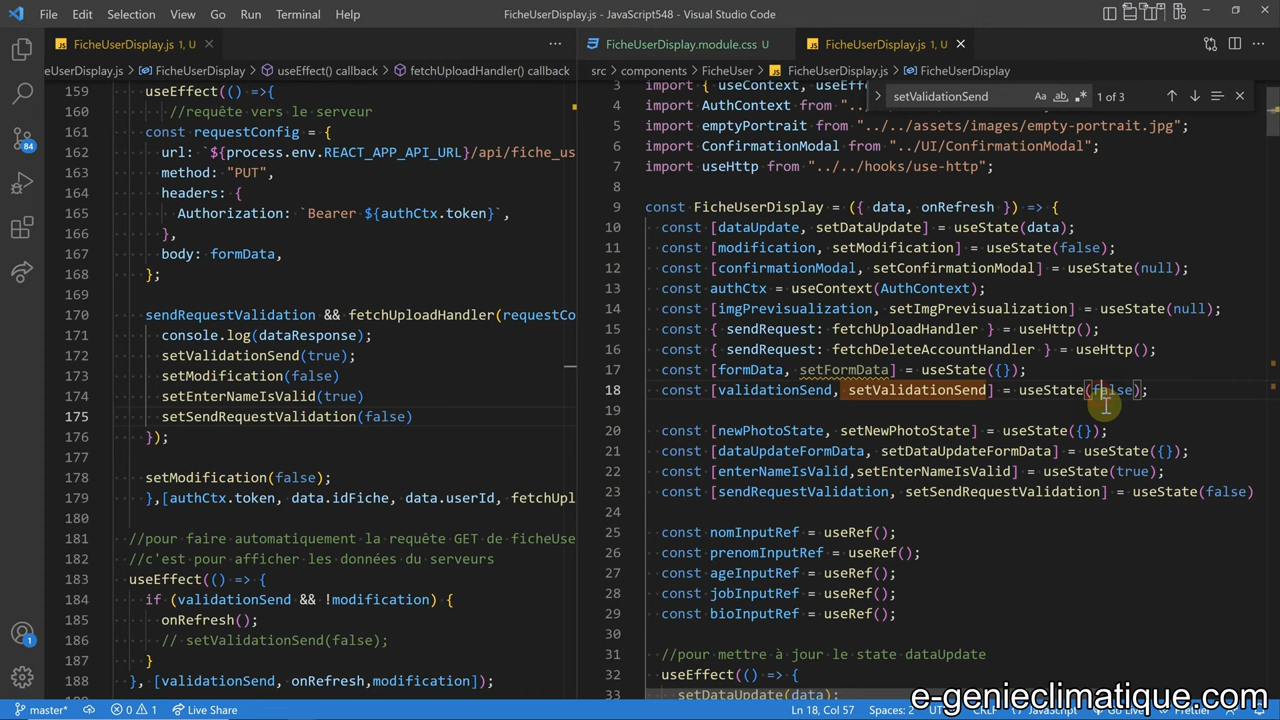 File Edit Selection View Go Run Terminal Help FicheUserDisplay.js - JavaScript548 - Visual Studio Code
JS FicheUserDisplay.js 1, U
eUserDisplay.js > FicheUserDisplay > useEffect() callback > fetchUploadHandler() callback
159 useEffect(() =>{
160 //requête vers le serveur
161 const requestConfig = {
162 url: `${process.env.REACT_APP_API_URL}/api/fiche_us
163 method: "PUT",
164 headers: {
165 Authorization: `Bearer ${authCtx.token}`,
166 },
167 body: formData,
168 };
169
170 sendRequestValidation && fetchUploadHandler(requestCo
171 console.log(dataResponse);
172 setValidationSend(true);
173 setModification(false)
174 setEnterNameIsValid(true)
175 setSendRequestValidation(false)
176 });
177
178 setModification(false);
179 },[authCtx.token, data.idFiche, data.userId, fetchUpl
180
181 //pour faire automatiquement la requête GET de ficheUse
182 //c'est pour afficher les données du serveurs
183 useEffect(() => {
184 if (validationSend && !modification) {
185 onRefresh();
186 // setValidationSend(false);
187 }
188 }, [validationSend, onRefresh,modification]);
FicheUserDisplay.module.css U
JS FicheUserDisplay.js 1, U
src > components > FicheUser > JS FicheUserDisplay.js > FicheUserDisplay
setValidationSend Aa ab .* 1 of 3
3 import { useContext, useEffe
4 AuthContext from "..
5 import emptyPortrait from "../../assets/images/empty-portrait.jpg";
6 import ConfirmationModal from "../UI/ConfirmationModal";
7 import useHttp from "../../hooks/use-http";
8
9 const FicheUserDisplay = ({ data, onRefresh }) => {
10 const [dataUpdate, setDataUpdate] = useState(data);
11 const [modification, setModification] = useState(false);
12 const [confirmationModal, setConfirmationModal] = useState(null);
13 const authCtx = useContext(AuthContext);
14 const [imgPrevisualization, setImgPrevisualization] = useState(null);
15 const { sendRequest: fetchUploadHandler } = useHttp();
16 const { sendRequest: fetchDeleteAccountHandler } = useHttp();
17 const [formData, setFormData] = useState({});
18 const [validationSend, setValidationSend] = useState(false);
19
20 const [newPhotoState, setNewPhotoState] = useState({});
21 const [dataUpdateFormData, setDataUpdateFormData] = useState({});
22 const [enterNameIsValid,setEnterNameIsValid] = useState(true);
23 const [sendRequestValidation, setSendRequestValidation] = useState(false)
24
25 const nomInputRef = useRef();
26 const prenomInputRef = useRef();
27 const ageInputRef = useRef();
28 const jobInputRef = useRef();
29 const bioInputRef = useRef();
30
31 //pour mettre à jour le state dataUpdate
32 useEffect(() => {
33 setDataUpdate(data);
84
1
master* 0 1 Live Share Ln 18, Col 57 Spaces: 2
e-genieclimatique.com